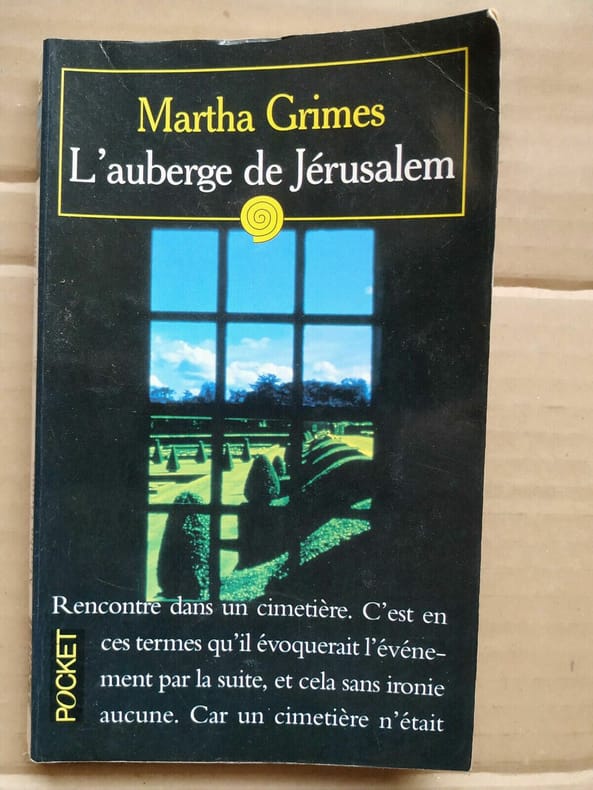 Martha Grimes
L'auberge de Jérusalem
Rencontre dans un cimetière. C'est en
ces termes qu'il évoquerait l'événe-
ment par la suite, et cela sans ironie
aucune. Car un cimetière n'était
POCKET